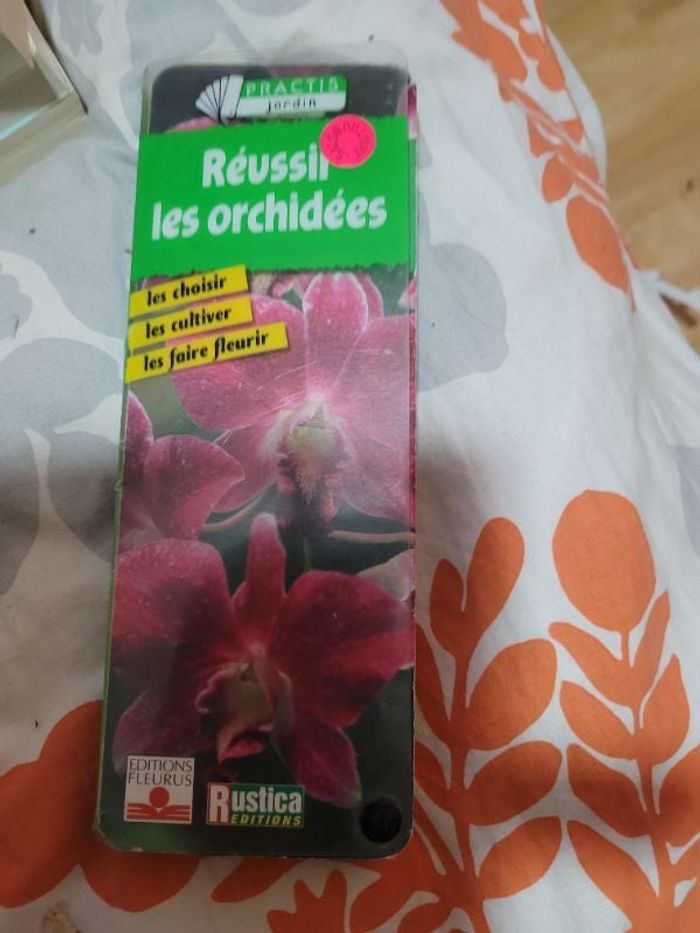 PRACTIS
jardin
Réussir
les orchidées
les choisir
les cultiver
les faire fleurir
EDITIONS
FLEURUS
Rustica
EDITIONS